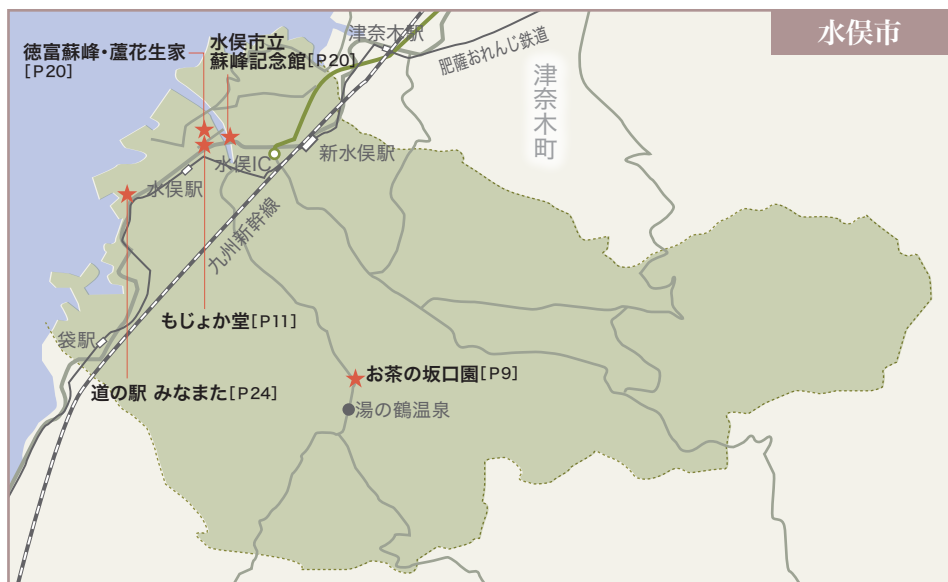 水俣市
徳富蘇峰・蘆花生家
[P20]
水俣市立
蘇峰記念館[P20]
津奈木駅
肥薩おれんじ鉄道
津奈木町
水俣IC
新水俣駅
水俣駅
九州新幹線
もじょか堂[P11]
袋駅
道の駅 みなまた[P24]
お茶の坂口園[P9]
湯の鶴温泉